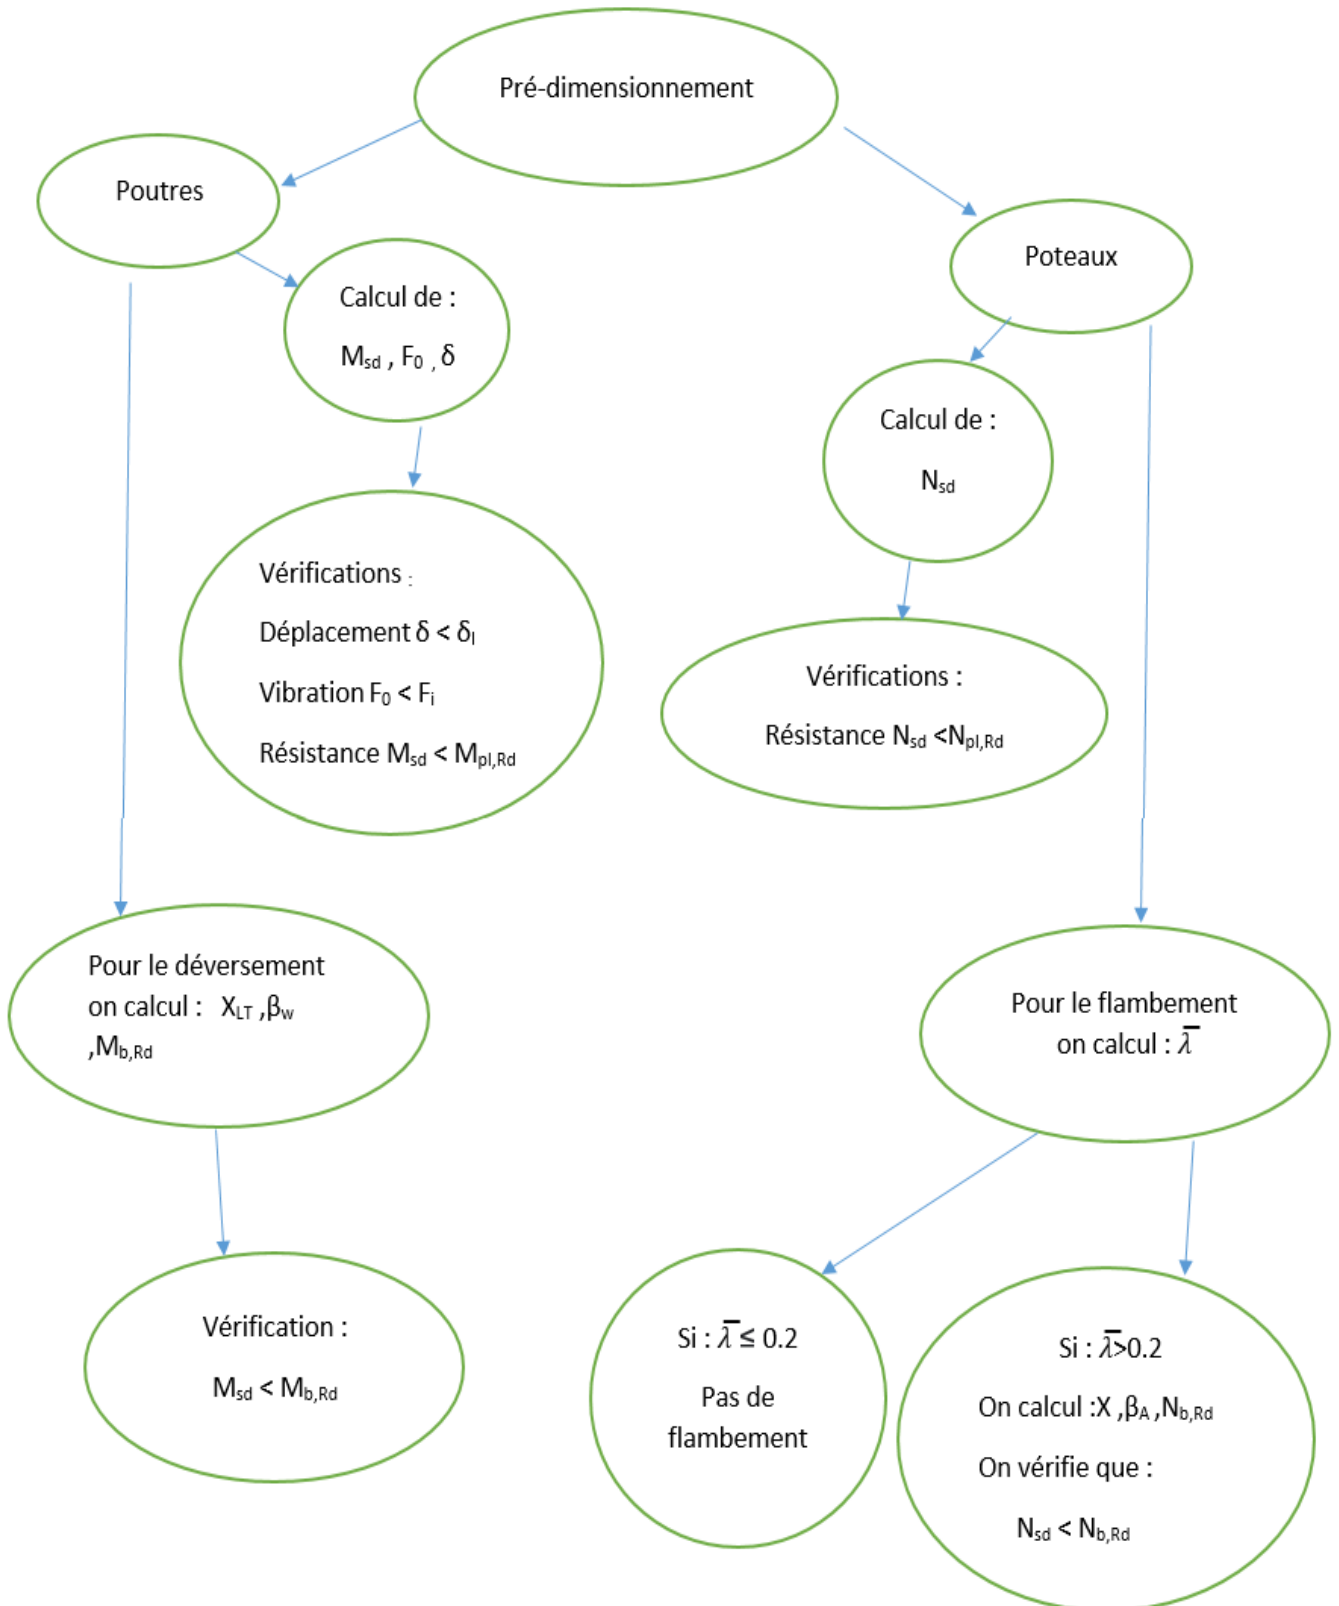 Pré-dimensionnement
Poutres
Calcul de :
Msd , F0 , δ
Vérifications :
Déplacement δ < δl
Vibration F0 < Fi
Résistance Msd < Mpl,Rd
Pour le déversement
on calcul : XLT ,βw
,Mb,Rd
Vérification :
Msd < Mb,Rd
Poteaux
Calcul de :
Nsd
Vérifications :
Résistance Nsd <Npl,Rd
Pour le flambement
on calcul : λ̅
Si : λ̅ ≤ 0.2
Pas de
flambement
Si : λ̅>0.2
On calcul :X ,βA ,Nb,Rd
On vérifie que :
Nsd < Nb,Rd